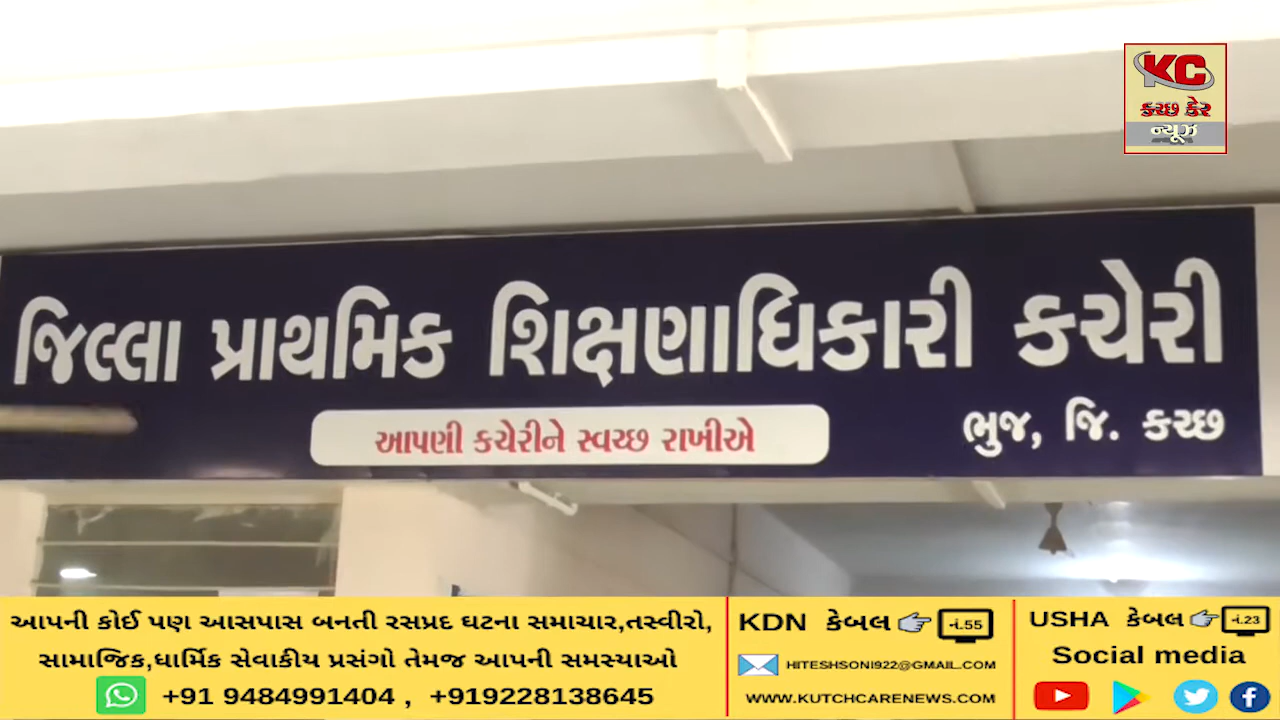 KC
કચ્છ કેર
ન્યૂઝ
જિલ્લા પ્રાથમિક શિક્ષણાધિકારી કચેરી
આપણી કચેરીને સ્વચ્છ રાખીએ
ભુજ, જિ. કચ્છ
આપની કોઈ પણ આસપાસ બનતી રસપ્રદ ઘટના સમાચાર,તસ્વીરો,
સામાજિક,ધાર્મિક સેવાકીય પ્રસંગો તેમજ આપની સમસ્યાઓ
+91 9484991404 , +919228138645
KDN કેબલ નં.55
HITESHSONI922@GMAIL.COM
WWW.KUTCHCARENEWS.COM
USHA કેબલ નં.23
Social media